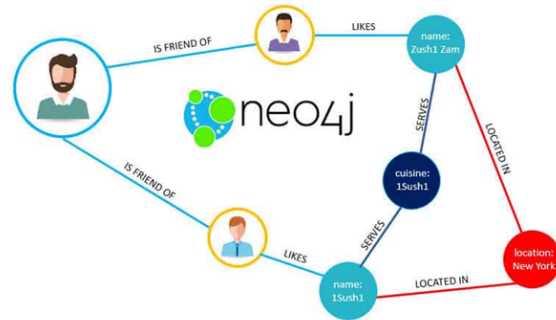 LIKES
name:
Zush1 Zam
IS FRIEND OF
neo4j
SERVES
LOCATED IN
cuisine:
1Sush1
IS FRIEND OF
SERVES
LIKES
location:
New York
name:
1Sush1
LOCATED IN